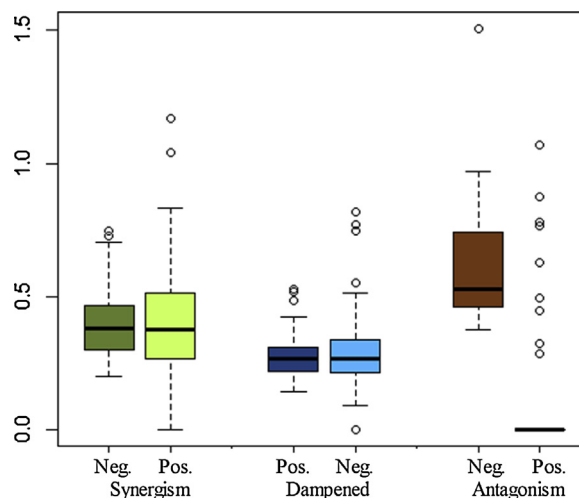 1.5
1.0
0.5
0.0
Neg. Pos. Pos. Neg. Neg. Pos.
Synergism Dampened Antagonism